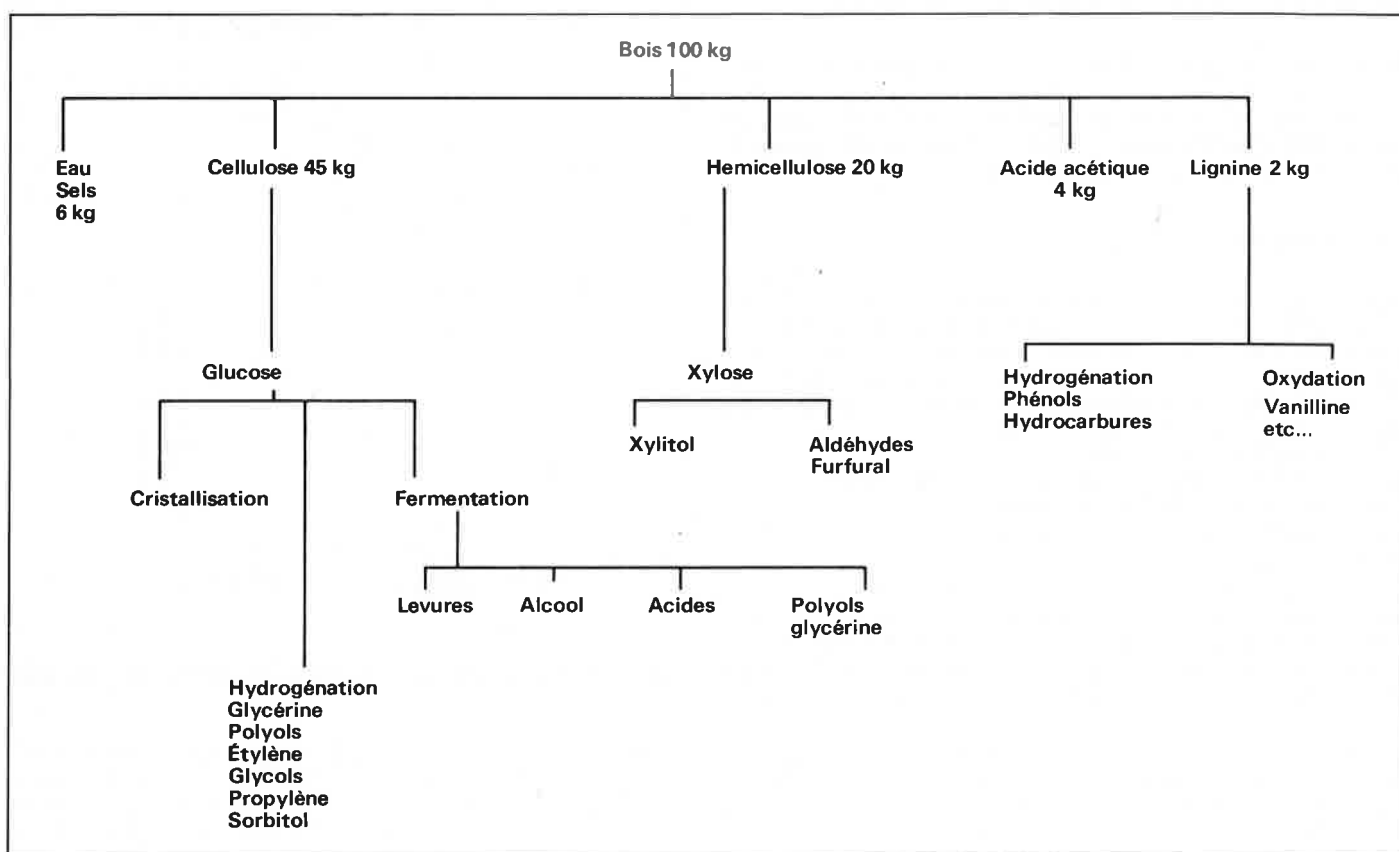 Bois 100 kg
Eau
Sels
6 kg
Cellulose 45 kg
Hemicellulose 20 kg
Acide acétique
4 kg
Lignine 2 kg
Glucose
Xylose
Hydrogénation
Phénols
Hydrocarbures
Oxydation
Vanilline
etc...
Xylitol
Aldéhydes
Furfural
Cristallisation
Fermentation
Levures
Alcool
Acides
Polyols
glycérine
Hydrogénation
Glycérine
Polyols
Étylène
Glycols
Propylène
Sorbitol